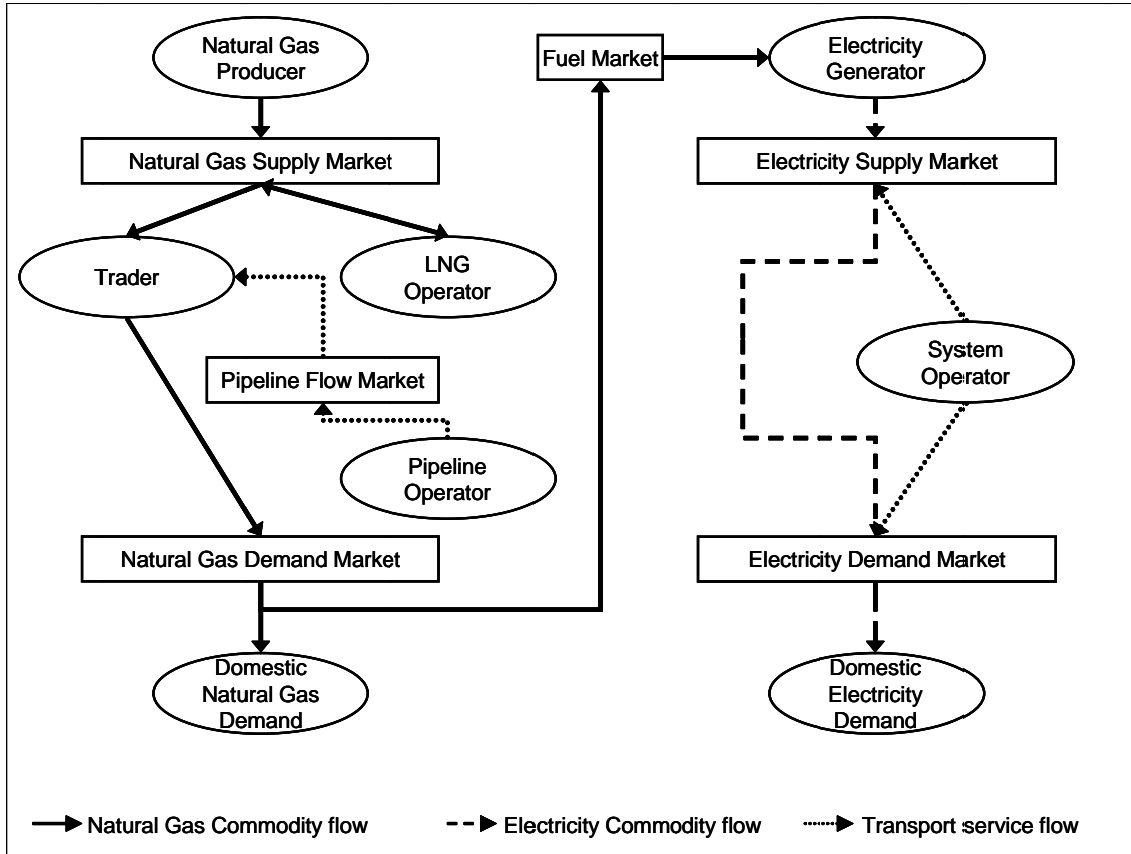 Natural Gas
Producer
Fuel Market
Electricity
Generator
Natural Gas Supply Market
Electricity Supply Market
Trader
LNG
Operator
Pipeline Flow Market
System
Operator
Pipeline
Operator
Natural Gas Demand Market
Electricity Demand Market
Domestic
Natural Gas
Demand
Domestic
Electricity
Demand
Natural Gas Commodity flow
Electricity Commodity flow
Transport service flow